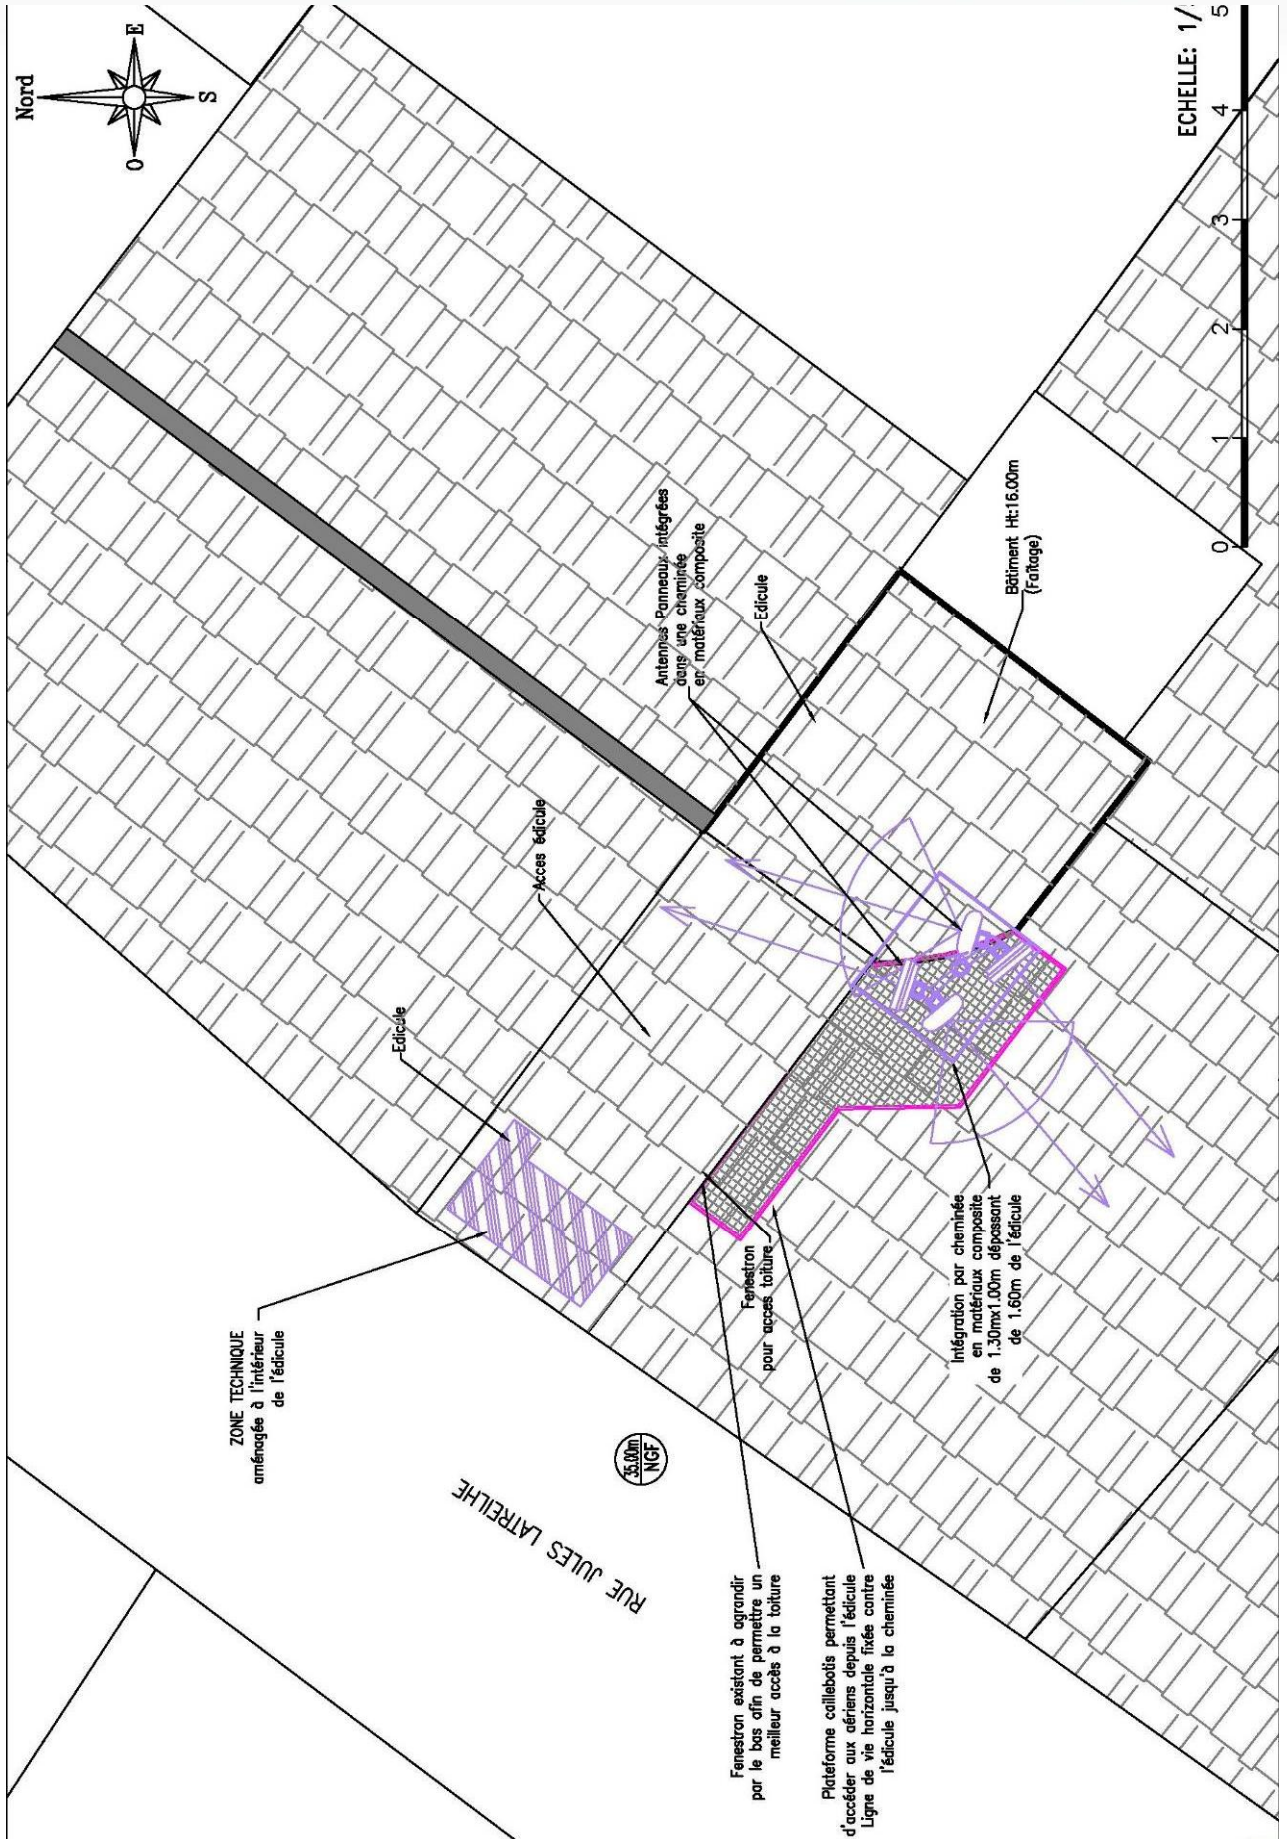 Nord
E
S
O
ECHELLE: 1/
0
1
2
3
4
5
Antennes Panneaux intégrées
dans une cheminée
en matériaux composite
Edicule
Bâtiment Ht:16.00m
(Faîtage)
Acces édicule
Edicule
ZONE TECHNIQUE
aménagée à l'intérieur
de l'édicule
Fenestron
pour acces toiture
Intégration par cheminée
en matériaux composite
de 1.30mx1.00m dépassant
de 1.60m de l'édicule
35.00m
NGF
RUE JULES LATREILHE
Fenestron existant à agrandir
par le bas afin de permettre un
meilleur accès à la toiture
Plateforme caillebotis permettant
d'accéder aux aériens depuis l'édicule
Ligne de vie horizontale fixée contre
l'édicule jusqu'à la cheminée